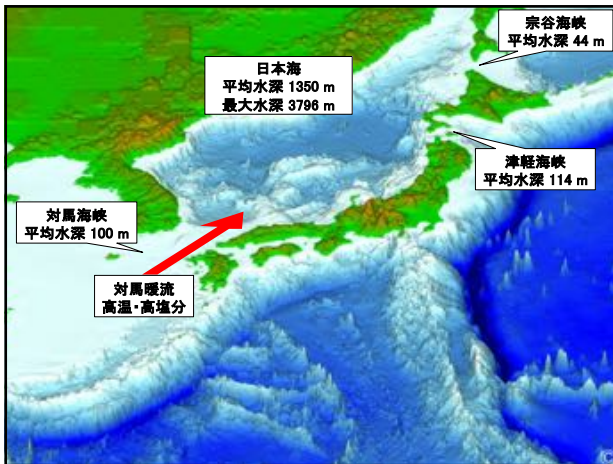 宗谷海峡
平均水深 44 m
日本海
平均水深 1350 m
最大水深 3796 m
津軽海峡
平均水深 114 m
対馬海峡
平均水深 100 m
対馬暖流
高温・高塩分